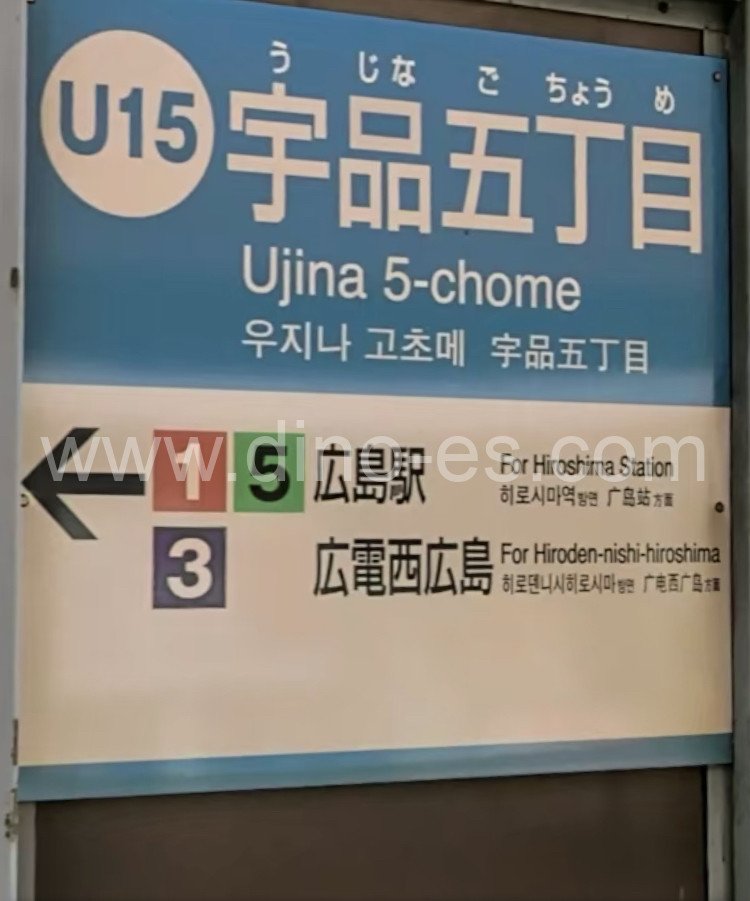 う じな ご ちょう め
U15 宇品五丁目
Ujina 5-chome
우지나 고초메 宇品五丁目
www.dino-es.com
1 5 広島駅 For Hiroshima Station
히로시마역 방면 广岛站 方面
3 広電西広島 For Hiroden-nishi-hiroshima
히로덴니시히로시마 방면 广电西广岛 方面